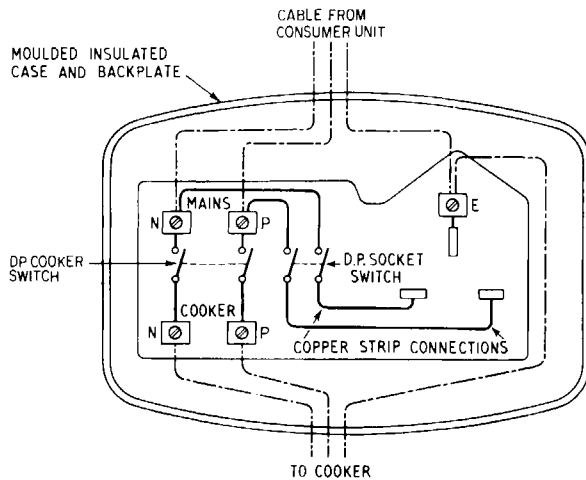 CABLE FROM
CONSUMER UNIT
MOULDED INSULATED
CASE AND BACKPLATE
N MAINS P
E
DP COOKER
SWITCH
D.P. SOCKET
SWITCH
COOKER
N P
COPPER STRIP CONNECTIONS
TO COOKER